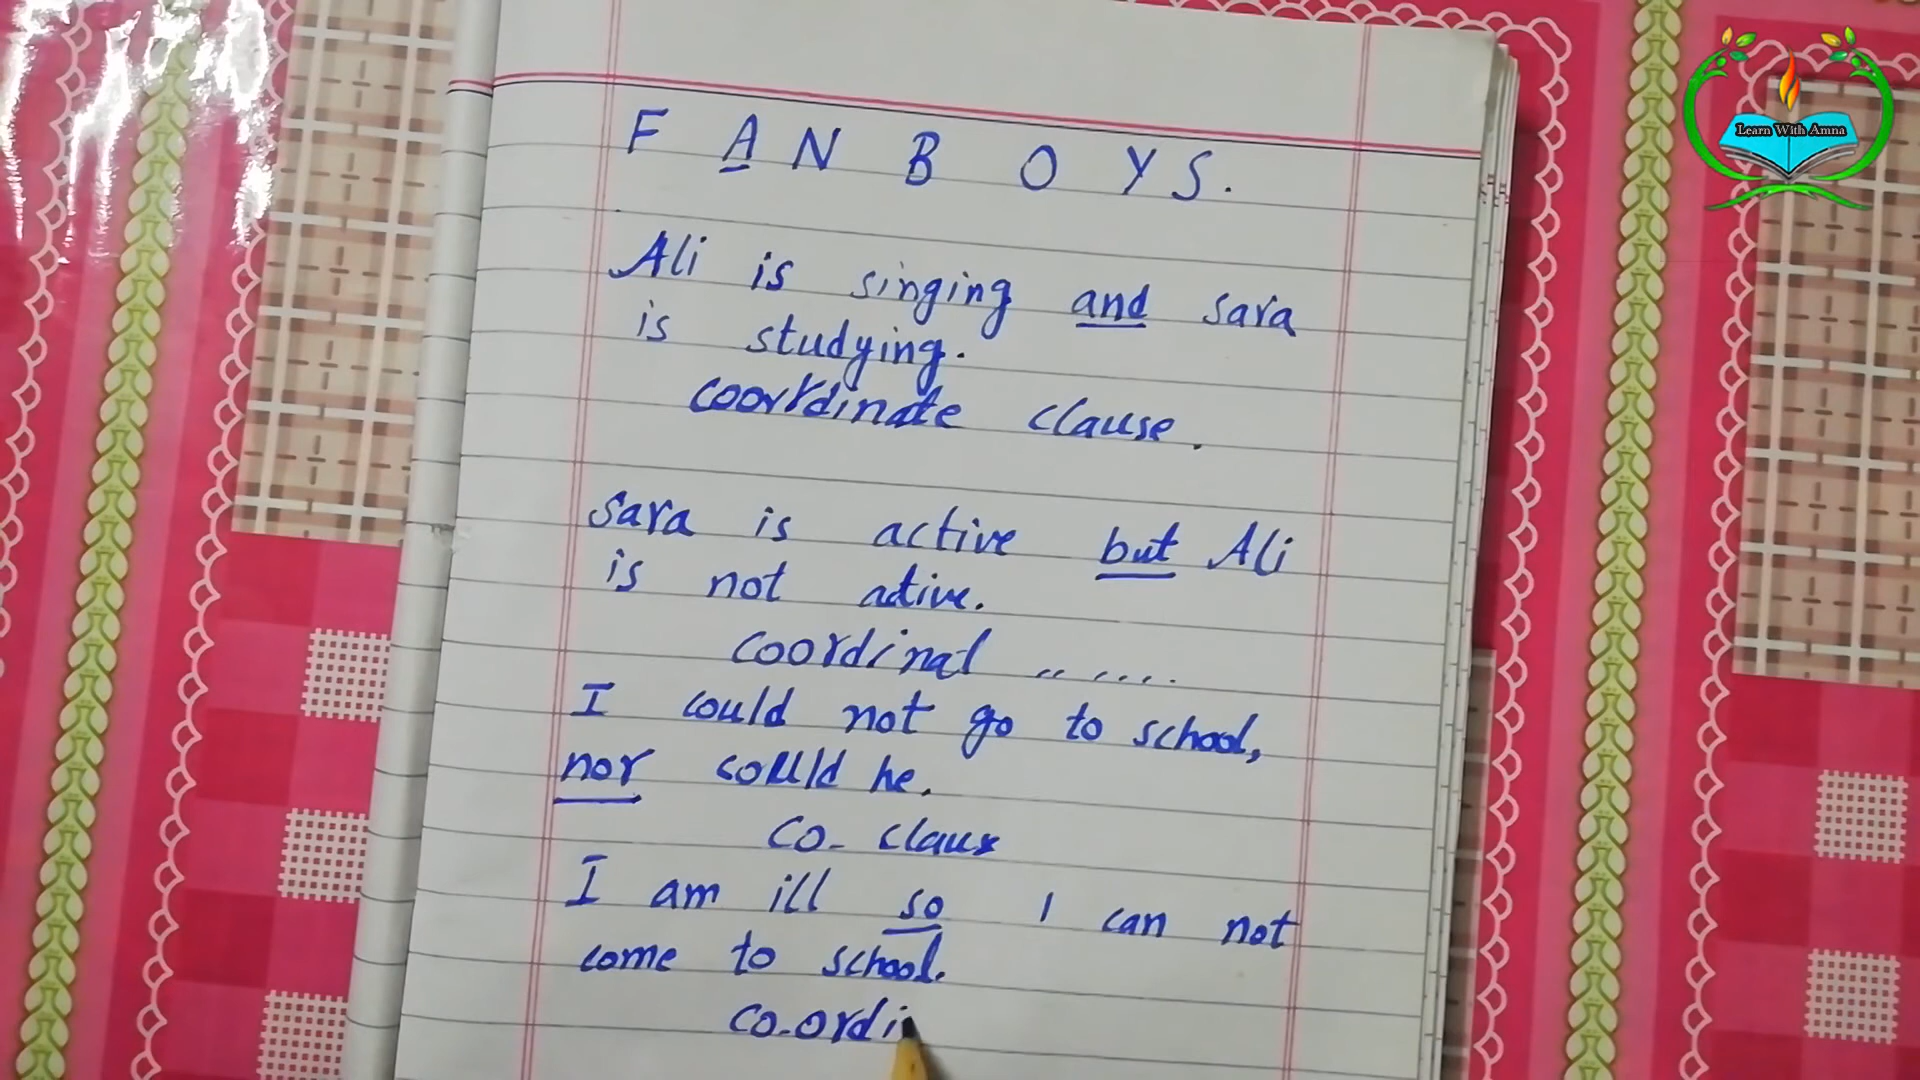 Learn With Amna
F A N B O Y S.
Ali is singing and sara
is studying.
coordinate clause.
sara is active but Ali
is not active.
coordinal .. ....
I could not go to school,
nor could he.
co- clause
I am ill so I can not
come to school.
co-ordi